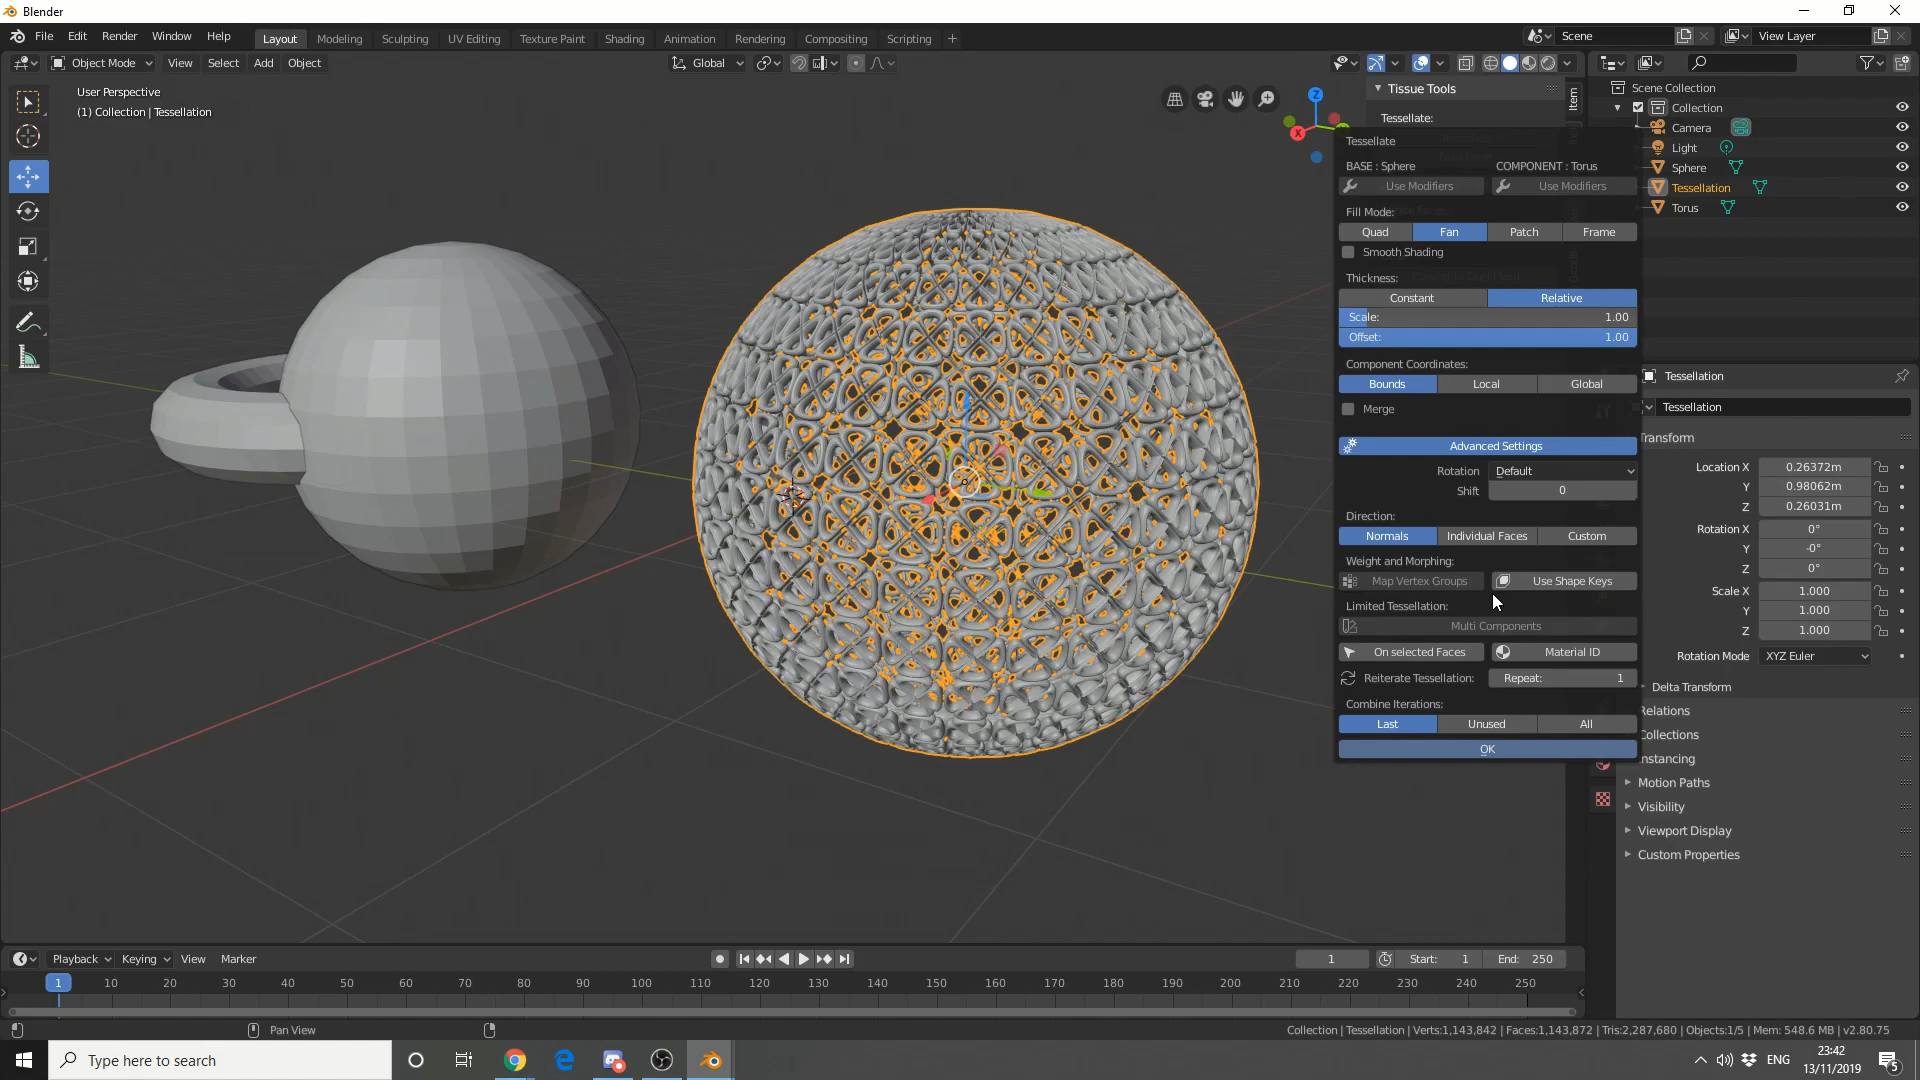 Blender
File Edit Render Window Help
Layout Modeling Sculpting UV Editing Texture Paint Shading Animation Rendering Compositing Scripting +
Scene
View Layer
Object Mode View Select Add Object
Global
User Perspective
(1) Collection | Tessellation
Z
X
Tissue Tools
Tessellate:
Item
Tessellate
BASE : Sphere COMPONENT : Torus
Use Modifiers Use Modifiers
Fill Mode:
Quad Fan Patch Frame
Smooth Shading
Thickness:
Constant Relative
Scale: 1.00
Offset: 1.00
Component Coordinates:
Bounds Local Global
Merge
Advanced Settings
Rotation Default
Shift 0
Direction:
Normals Individual Faces Custom
Weight and Morphing:
Map Vertex Groups Use Shape Keys
Limited Tessellation:
Multi Components
On selected Faces Material ID
Reiterate Tessellation: Repeat: 1
Combine Iterations:
Last Unused All
OK
Scene Collection
Collection
Camera
Light
Sphere
Tessellation
Torus
Tessellation
Tessellation
Transform
Location X 0.26372m
Y 0.98062m
Z 0.26031m
Rotation X 0°
Y -0°
Z 0°
Scale X 1.000
Y 1.000
Z 1.000
Rotation Mode XYZ Euler
Delta Transform
Relations
Collections
Instancing
Motion Paths
Visibility
Viewport Display
Custom Properties
Playback Keying View Marker
1 Start: 1 End: 250
1 10 20 30 40 50 60 70 80 90 100 110 120 130 140 150 160 170 180 190 200 210 220 230 240 250
Pan View
Collection | Tessellation | Verts:1,143,842 | Faces:1,143,872 | Tris:2,287,680 | Objects:1/5 | Mem: 548.6 MB | v2.80.75
Type here to search
ENG
23:42
13/11/2019
5